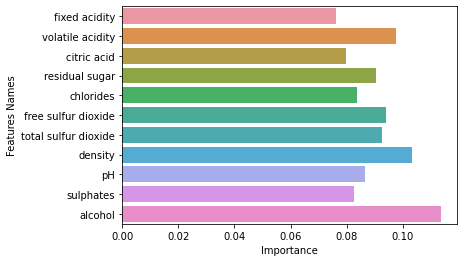 Features Names
fixed acidity
volatile acidity
citric acid
residual sugar
chlorides
free sulfur dioxide
total sulfur dioxide
density
pH
sulphates
alcohol
0.00 0.02 0.04 0.06 0.08 0.10
Importance